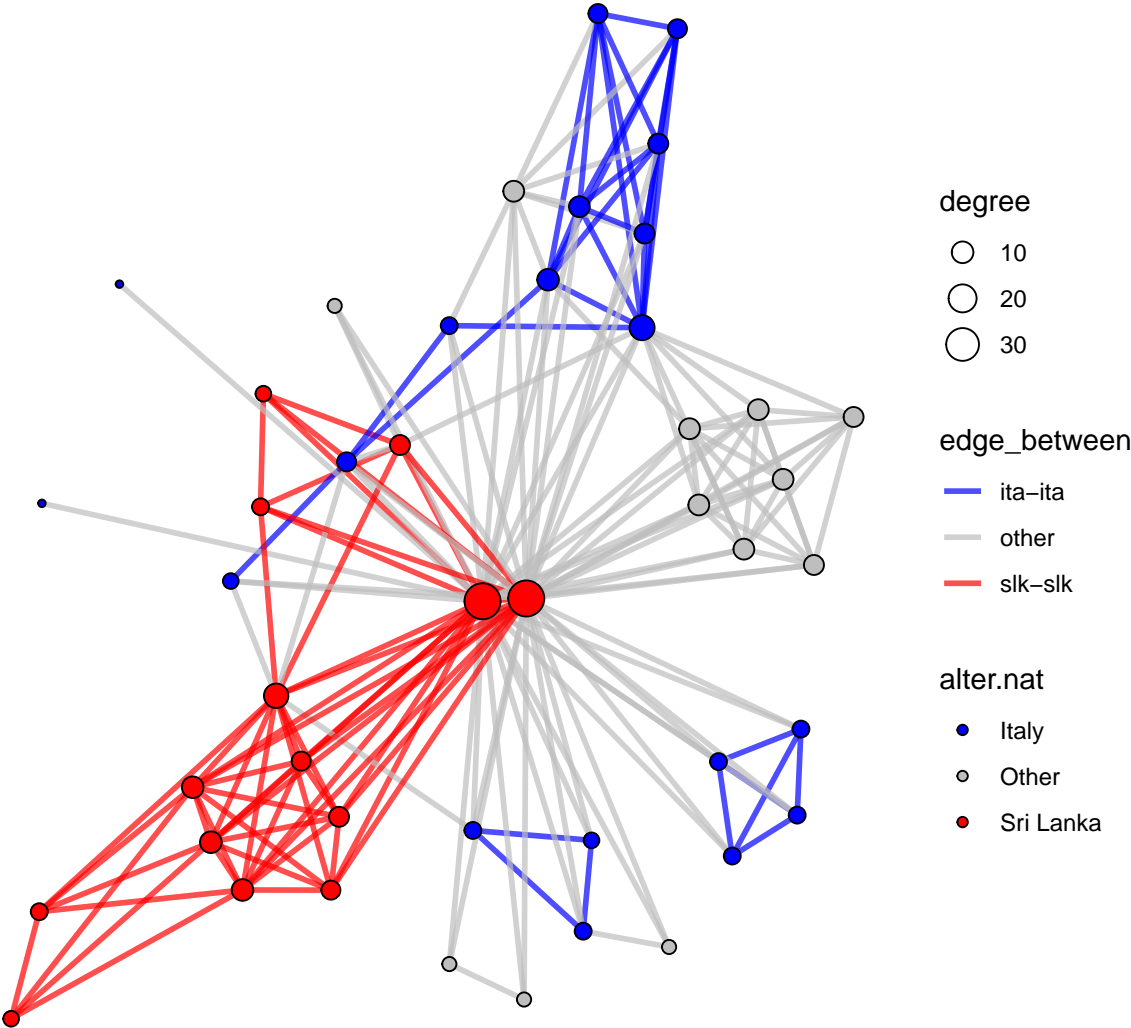 degree
10
20
30
edge_between
ita−ita
other
slk−slk
alter.nat
Italy
Other
Sri Lanka